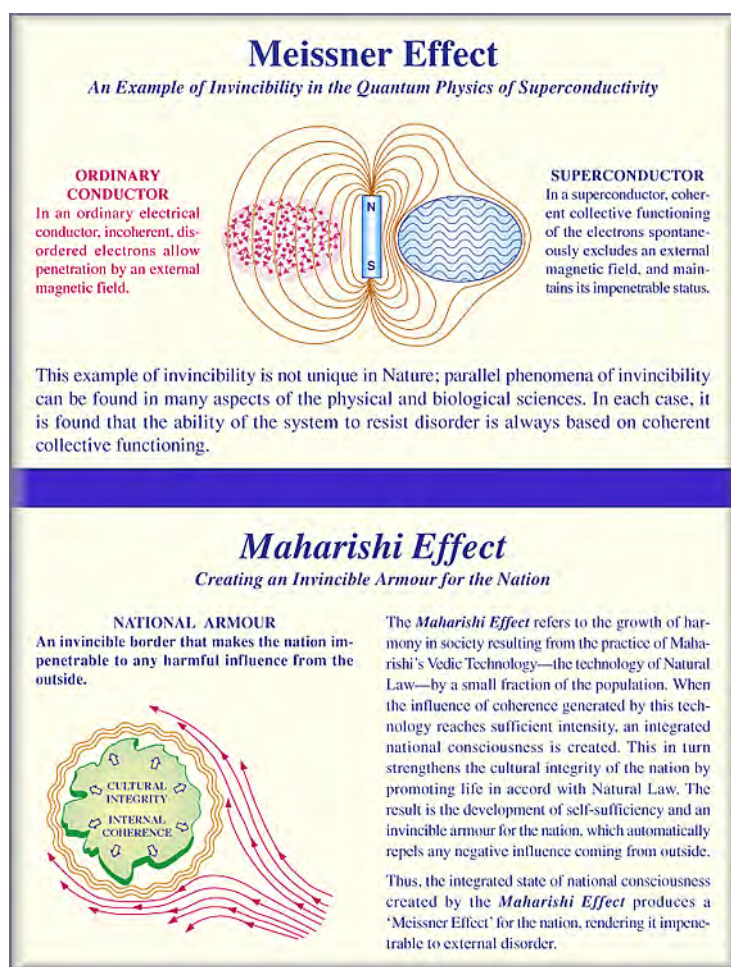 Meissner Effect
An Example of Invincibility in the Quantum Physics of Superconductivity
ORDINARY
CONDUCTOR
In an ordinary electrical
conductor, incoherent, dis-
ordered electrons allow
penetration by an external
magnetic field.
N
S
SUPERCONDUCTOR
In a superconductor, coher-
ent collective functioning
of the electrons spontane-
ously excludes an external
magnetic field, and main-
tains its impenetrable status.
This example of invincibility is not unique in Nature; parallel phenomena of invincibility
can be found in many aspects of the physical and biological sciences. In each case, it
is found that the ability of the system to resist disorder is always based on coherent
collective functioning.
Maharishi Effect
Creating an Invincible Armour for the Nation
NATIONAL ARMOUR
An invincible border that makes the nation im-
penetrable to any harmful influence from the
outside.
CULTURAL
INTEGRITY
INTERNAL
COHERENCE
The Maharishi Effect refers to the growth of har-
mony in society resulting from the practice of Maha-
rishi's Vedic Technology—the technology of Natural
Law—by a small fraction of the population. When
the influence of coherence generated by this tech-
nology reaches sufficient intensity, an integrated
national consciousness is created. This in turn
strengthens the cultural integrity of the nation by
promoting life in accord with Natural Law. The
result is the development of self-sufficiency and an
invincible armour for the nation, which automatically
repels any negative influence coming from outside.
Thus, the integrated state of national consciousness
created by the Maharishi Effect produces a
'Meissner Effect' for the nation, rendering it impene-
trable to external disorder.